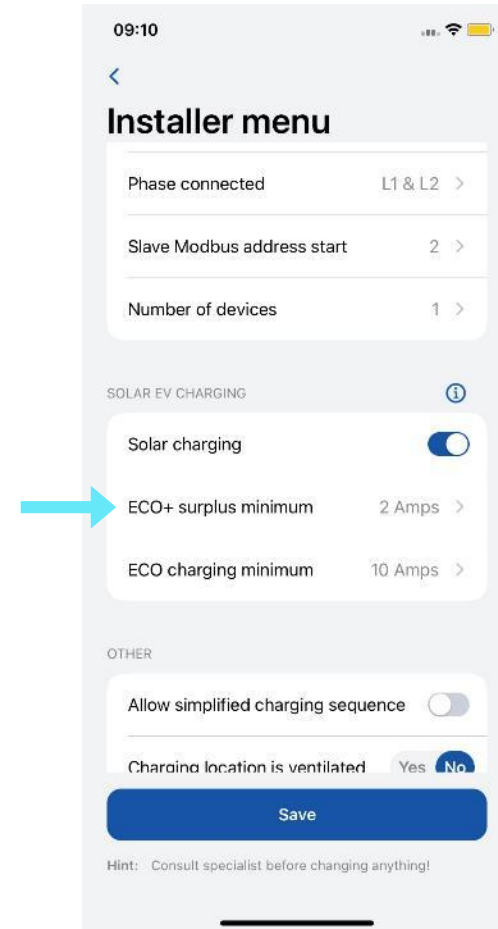 09:10
Installer menu
Phase connected L1 & L2
Slave Modbus address start 2
Number of devices 1
SOLAR EV CHARGING
Solar charging
ECO+ surplus minimum 2 Amps
ECO charging minimum 10 Amps
OTHER
Allow simplified charging sequence
Charging location is ventilated Yes No
Save
Hint: Consult specialist before changing anything!